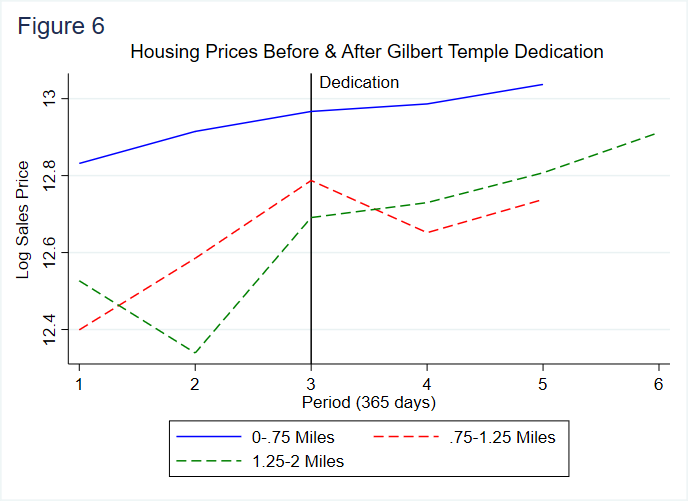 Figure 6
Housing Prices Before & After Gilbert Temple Dedication
Dedication
Log Sales Price
13
12.8
12.6
12.4
1 2 3 4 5 6
Period (365 days)
0-.75 Miles .75-1.25 Miles
1.25-2 Miles